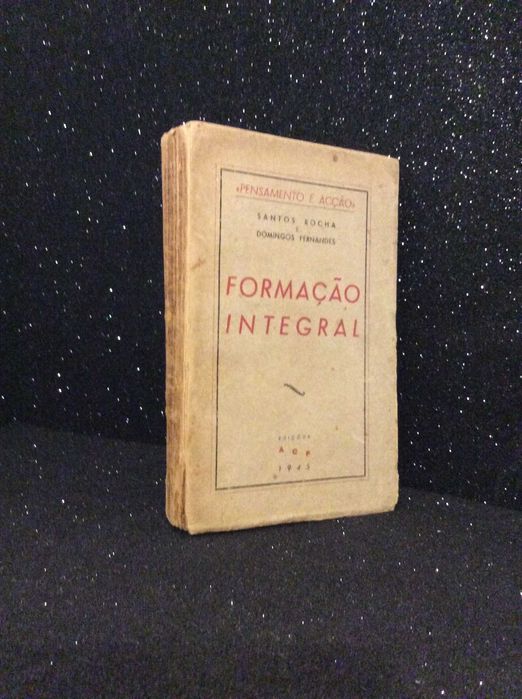 «PENSAMENTO E ACÇÃO»
SANTOS ROCHA
E
DOMINGOS FERNANDES
FORMAÇÃO
INTEGRAL
EDIÇÕES
A C P
1945